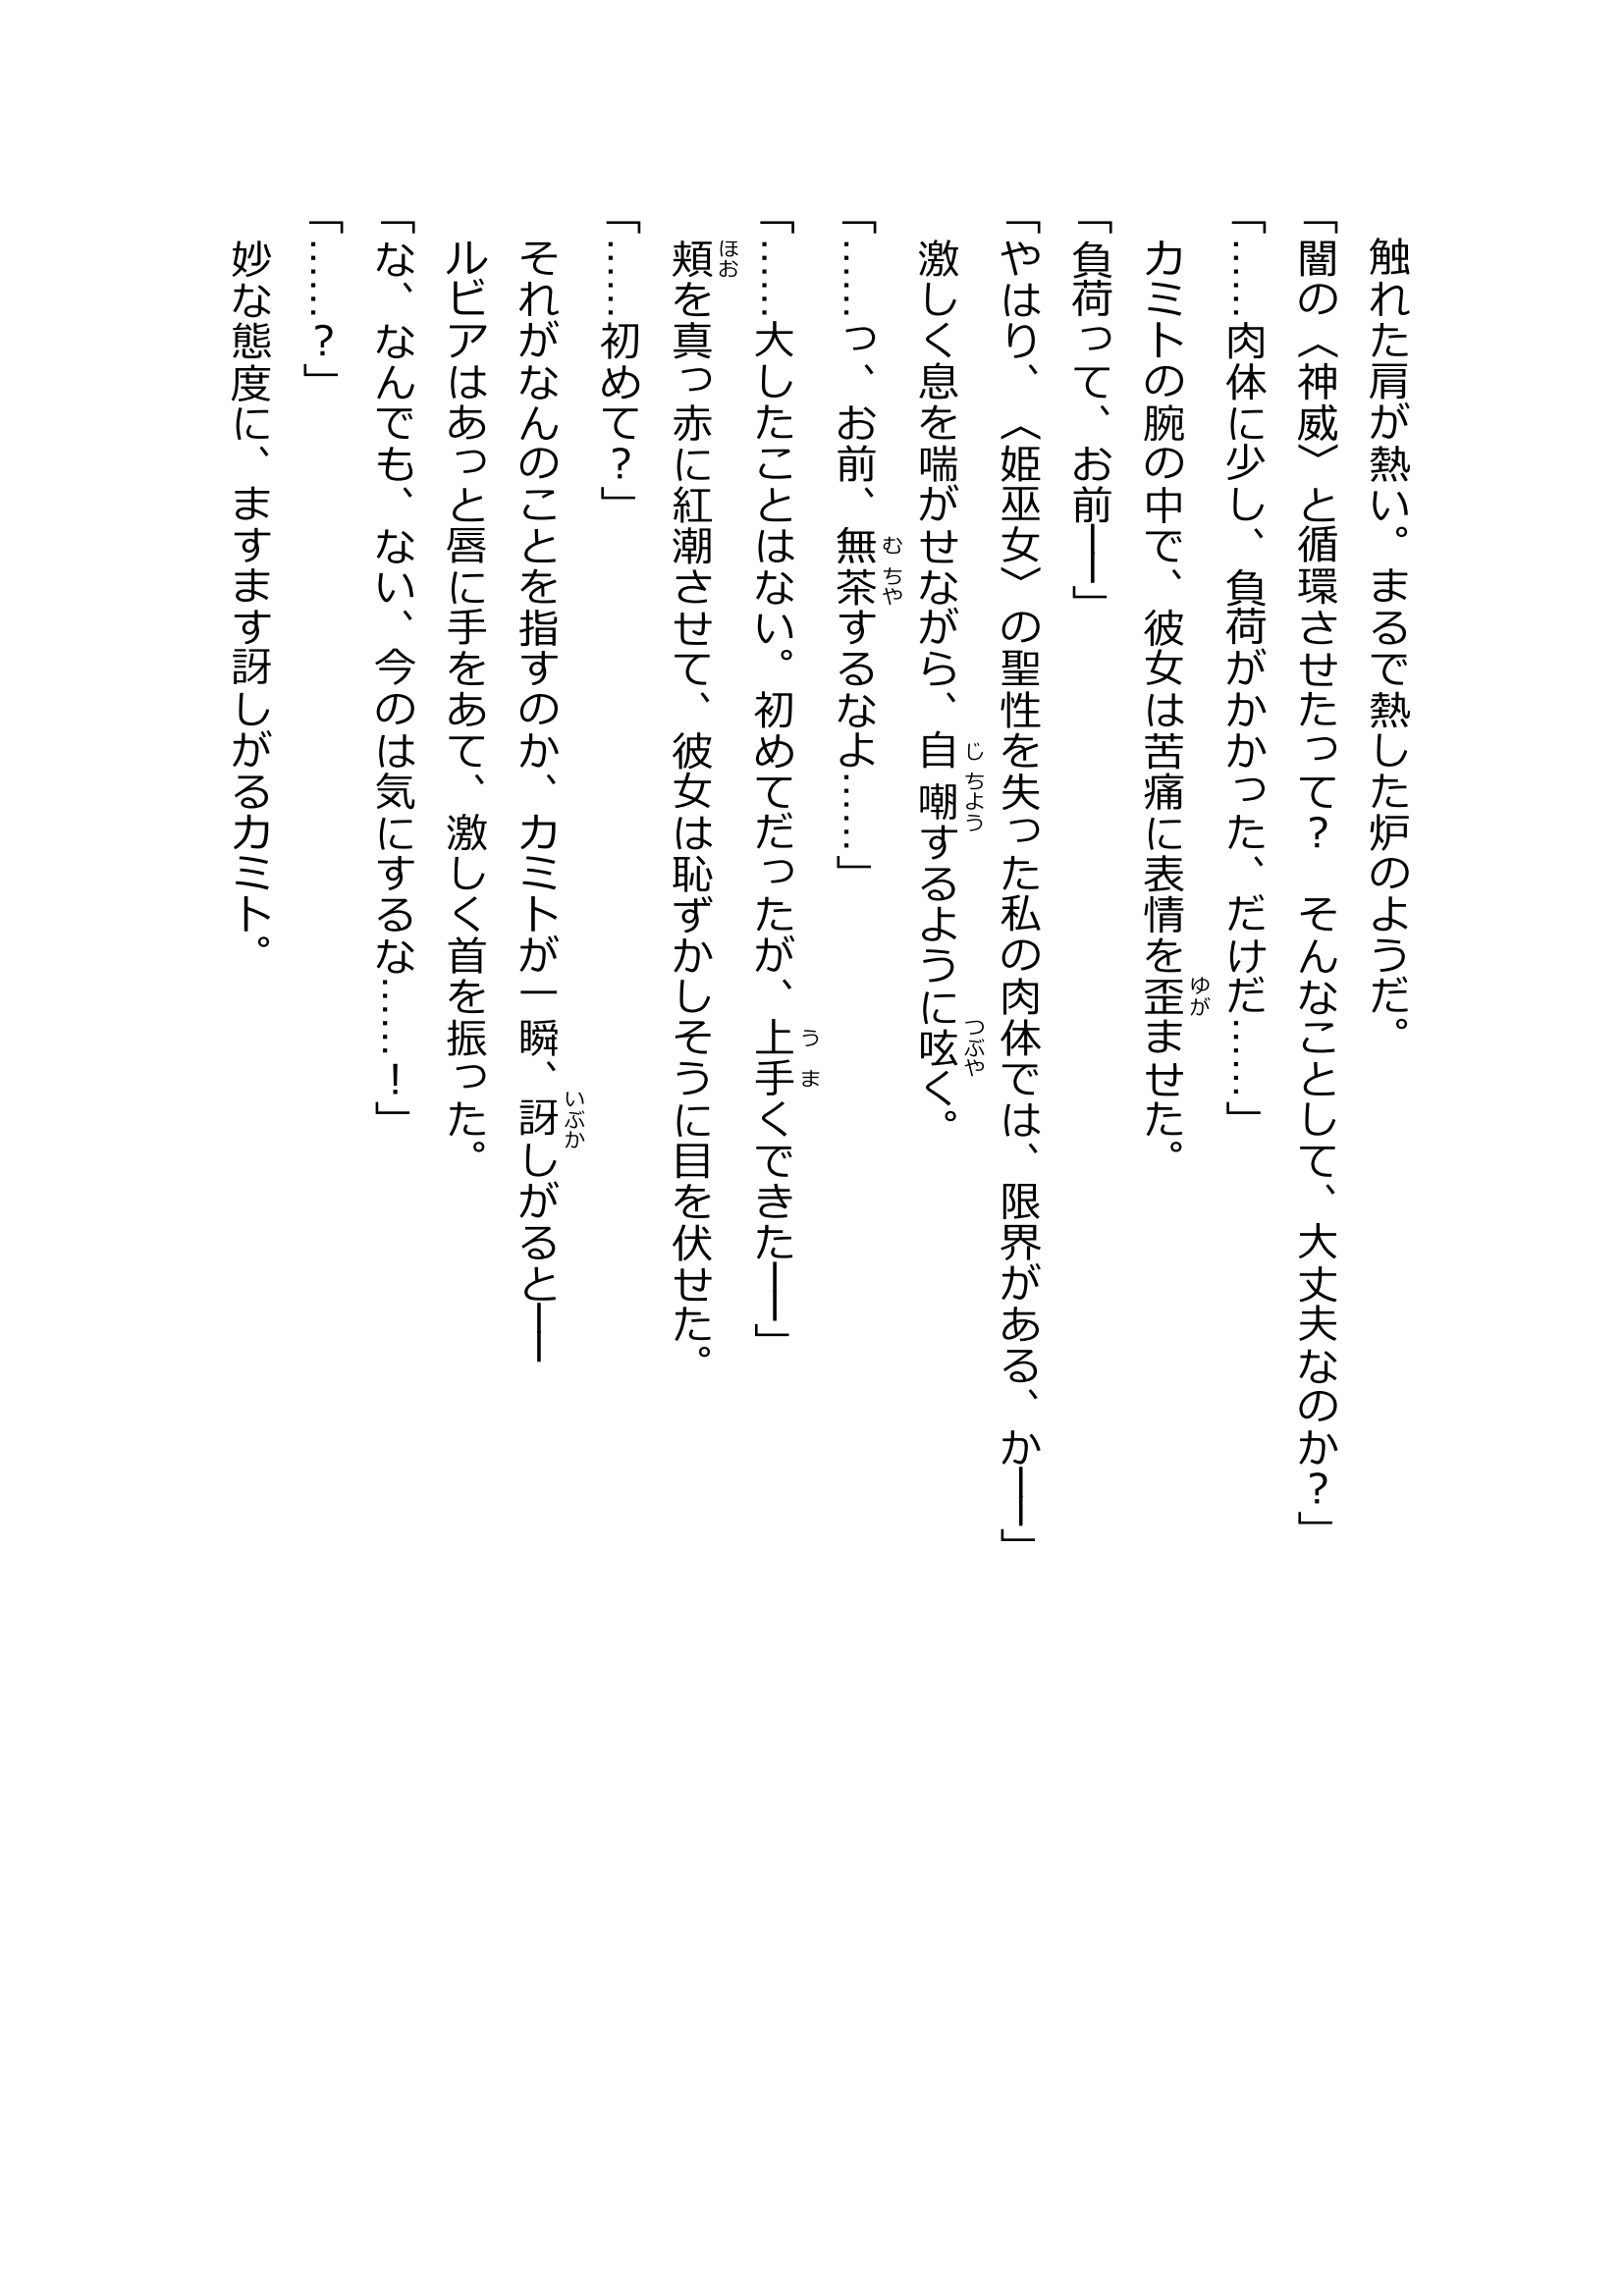 触れた肩が熱い。まるで熱した炉のようだ。
「闇の〈神威〉と循環させたって？　そんなことして、大丈夫なのか？」
「……肉体に少し、負荷がかかった、だけだ……」
カミトの腕の中で、彼女は苦痛に表情を歪ませた。
「負荷って、お前──」
「やはり、〈姫巫女〉の聖性を失った私の肉体では、限界がある、か──」
激しく息を喘がせながら、自嘲するように呟く。
「……っ、お前、無茶するなよ……」
「……大したことはない。初めてだったが、上手くできた──」
頬を真っ赤に紅潮させて、彼女は恥ずかしそうに目を伏せた。
「……初めて？」
それがなんのことを指すのか、カミトが一瞬、訝しがると──
ルビアはあっと唇に手をあて、激しく首を振った。
「な、なんでも、ない、今のは気にするな……！」
「……？」
妙な態度に、ますます訝しがるカミト。